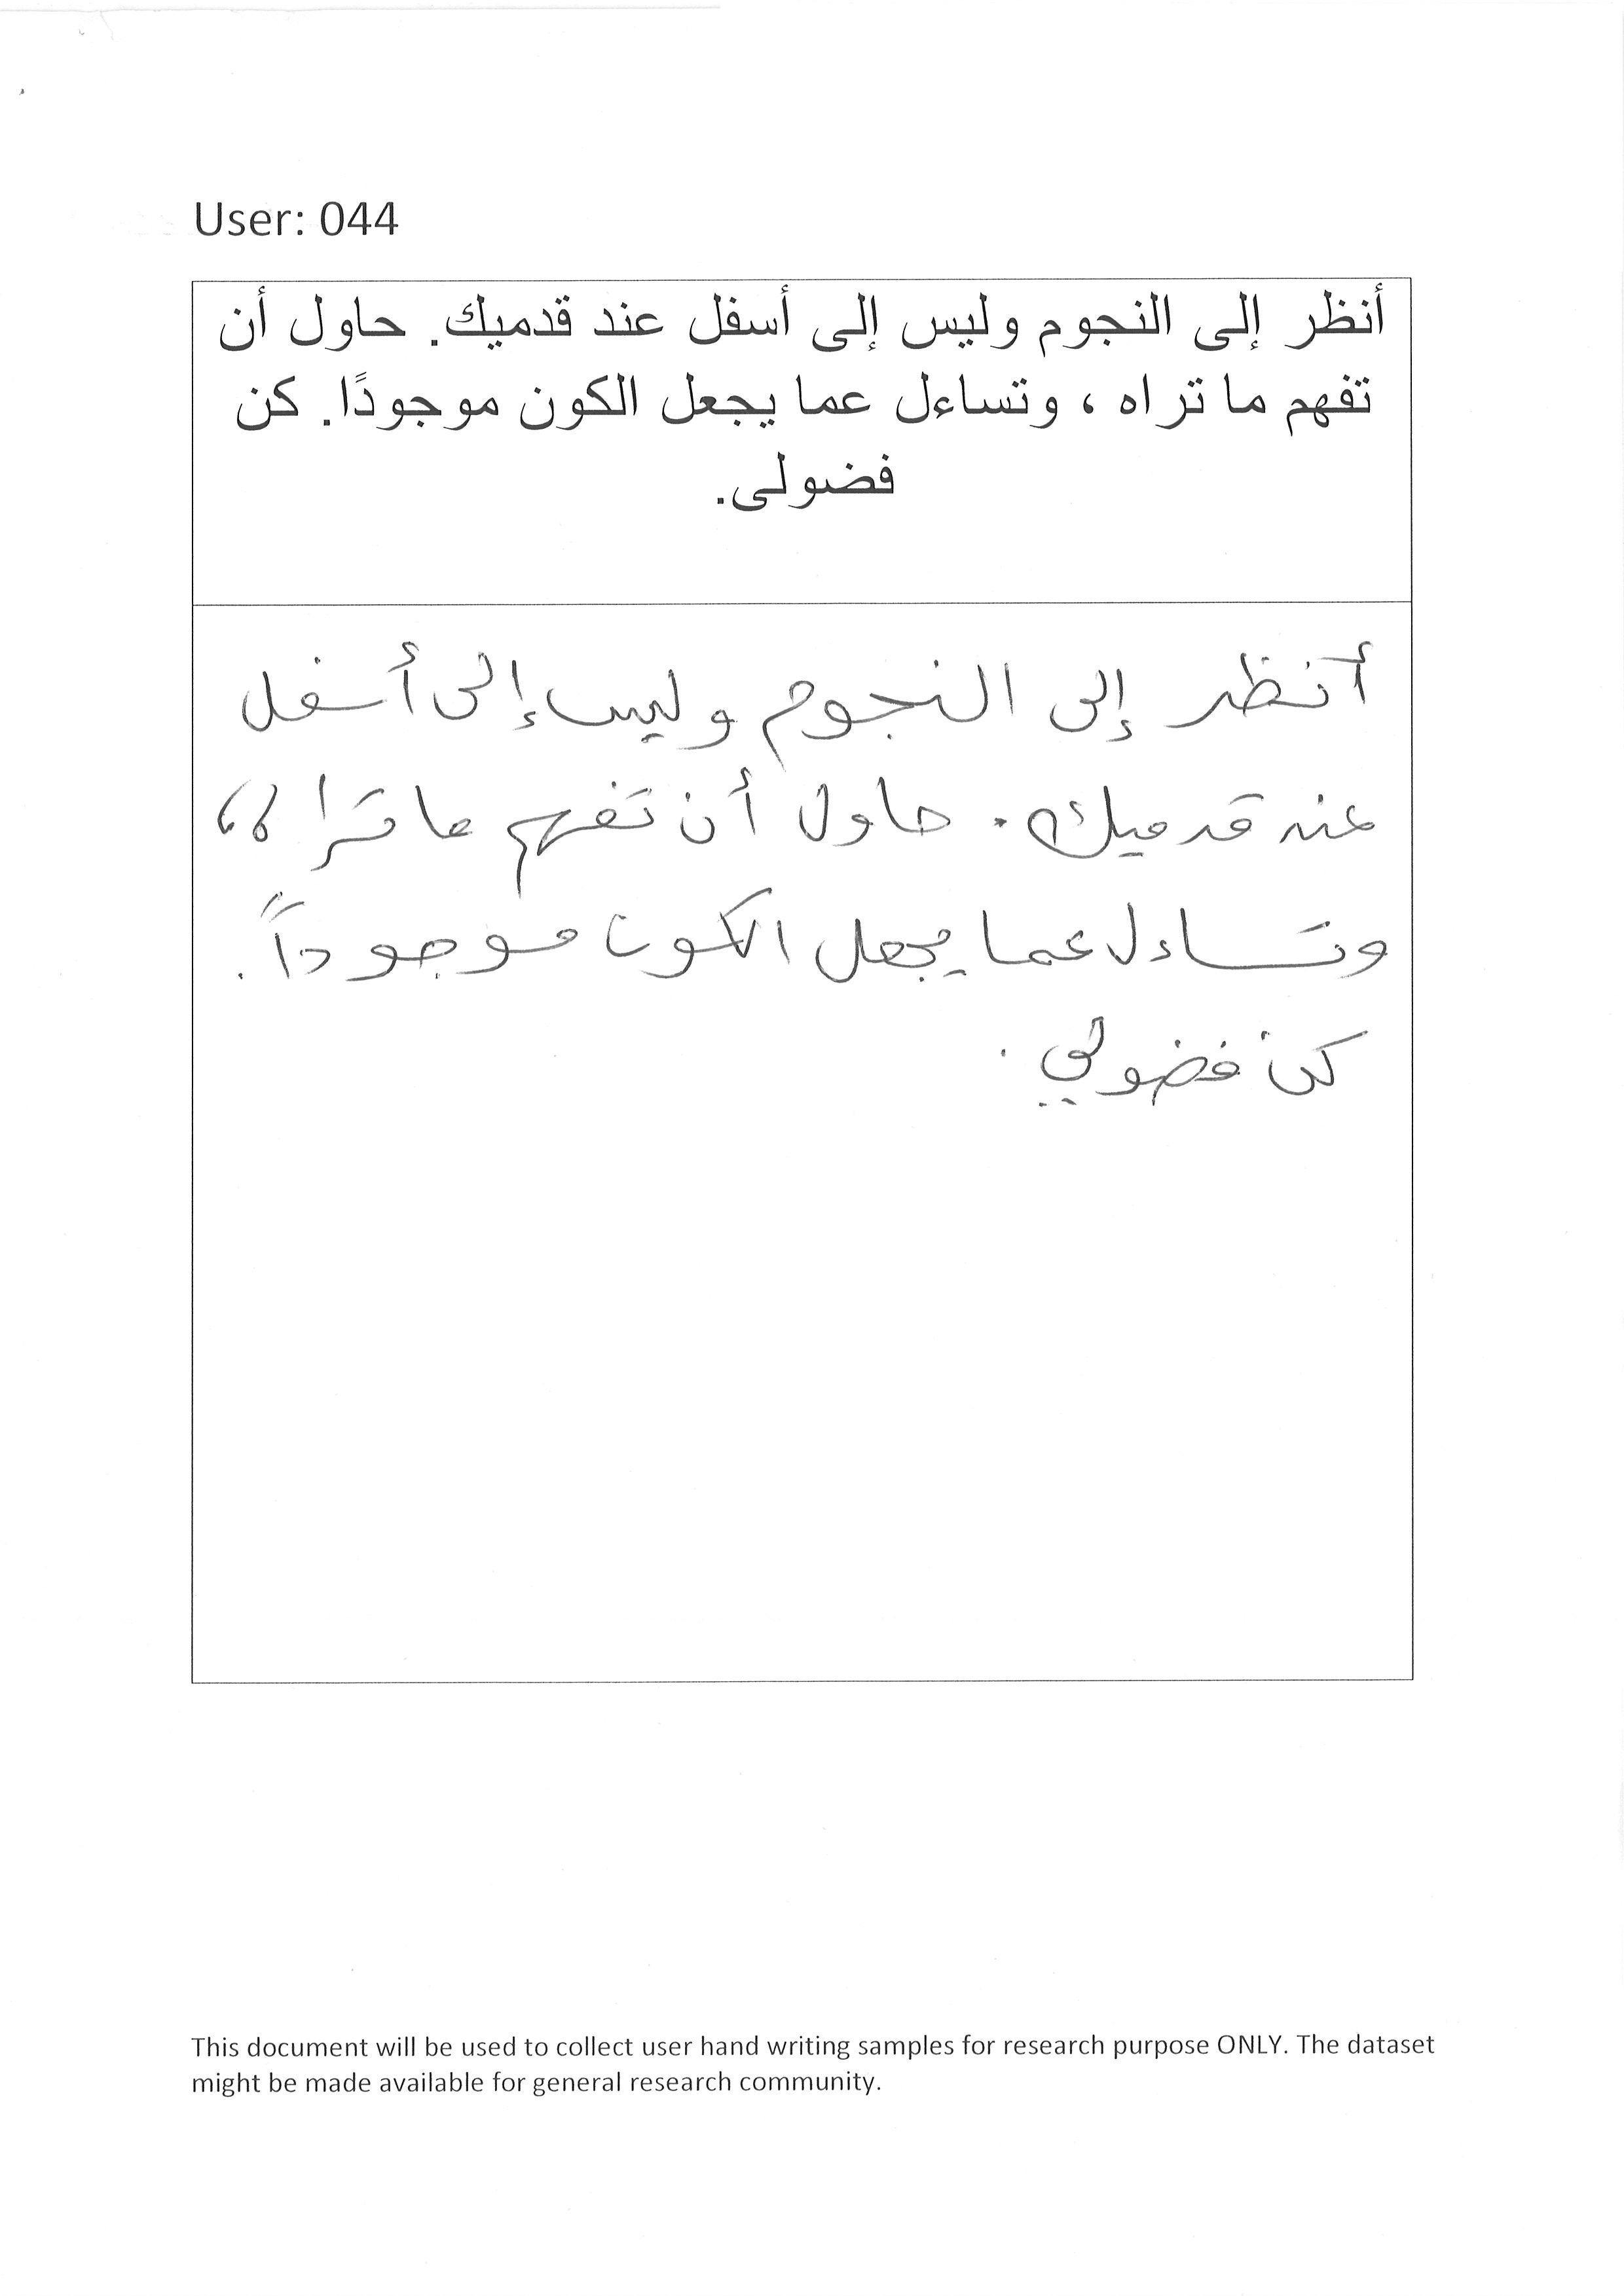 User: 044
أنظر إلى النجوم وليس إلى أسفل عند قدميك. حاول أن
تفهم ما تراه ، وتساءل عما يجعل الكون موجودًا. كن
فضولى.
أنظر إلى النجوم وليس إلى أسفل
عند قدميك. حاول أن تفهم ما تراه،
وتساءل عما يجعل الكون موجوداً.
كن فضولي.
This document will be used to collect user hand writing samples for research purpose ONLY. The dataset
might be made available for general research community.